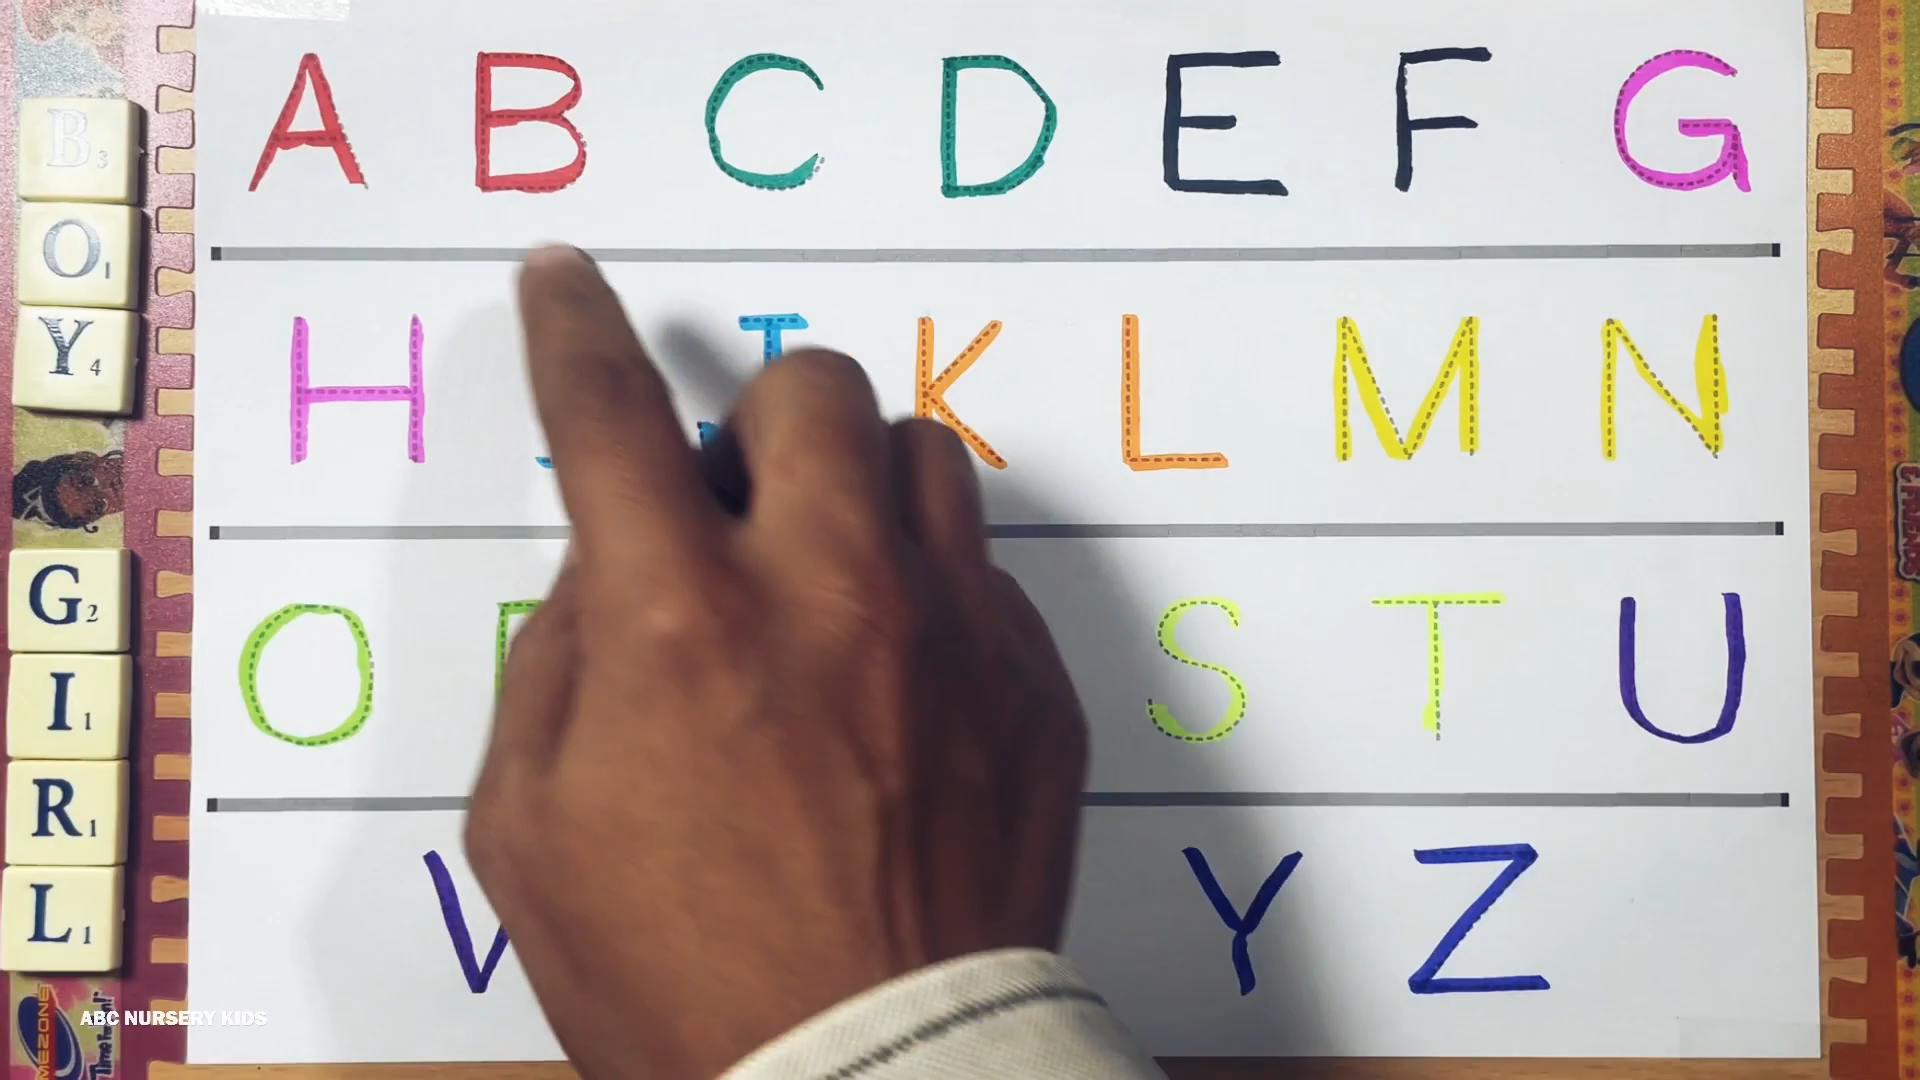 A B C D E F G
H J K L M N
O P S T U
V Y Z
B3
O1
Y4
G2
I1
R1
L1
ABC NURSERY KIDS